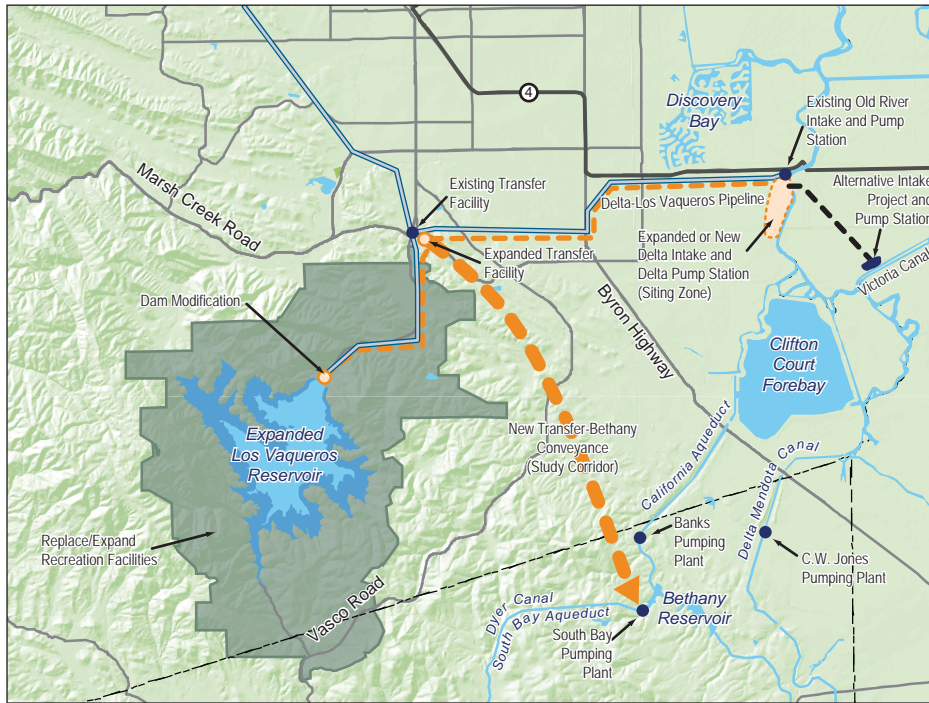 4
Discovery
Bay
Existing Old River
Intake and Pump
Station
Marsh Creek Road
Existing Transfer
Facility
Delta-Los Vaqueros Pipeline
Alternative Intake
Project and
Pump Station
Expanded Transfer
Facility
Expanded or New
Delta Intake and
Delta Pump Station
(Siting Zone)
Victoria Canal
Dam Modification
Byron Highway
Clifton
Court
Forebay
Expanded
Los Vaqueros
Reservoir
New Transfer-Bethany
Conveyance
(Study Corridor)
California Aqueduct
Delta Mendota Canal
Replace/Expand
Recreation Facilities
Banks
Pumping
Plant
C.W. Jones
Pumping Plant
Vasco Road
Dyer Canal
South Bay Aqueduct
Bethany
Reservoir
South Bay
Pumping
Plant